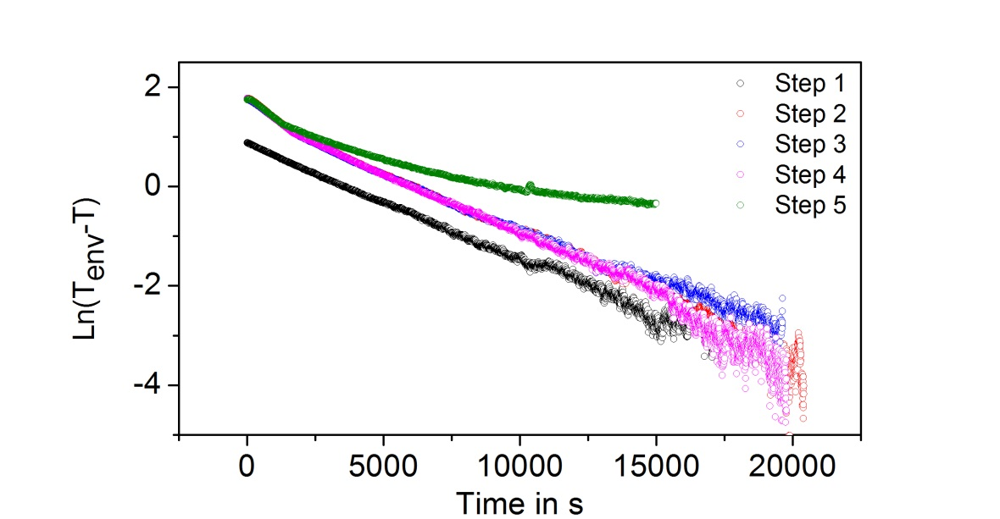 2
0
-2
-4
Ln(Tenv-T)
Step 1
Step 2
Step 3
Step 4
Step 5
0 5000 10000 15000 20000
Time in s